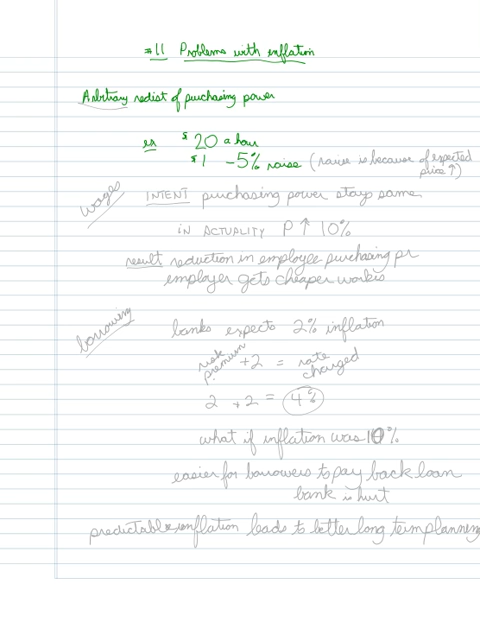 #11 Problems with inflation
Arbitrary redist of purchasing power
ex $20 a hour
$1 - 5% raise (raise is because of expected price ↑)
wages
INTENT purchasing power stays same
IN ACTUALITY P ↑ 10%
result reduction in employee purchasing pr
employer gets cheaper workis
borrowing
banks expects 2% inflation
risk premium + 2 = rate charged
2 + 2 = 4%
what if inflation was 10%
easier for borrowers to pay back loan
bank is hurt
predictable inflation leads to better long term planning